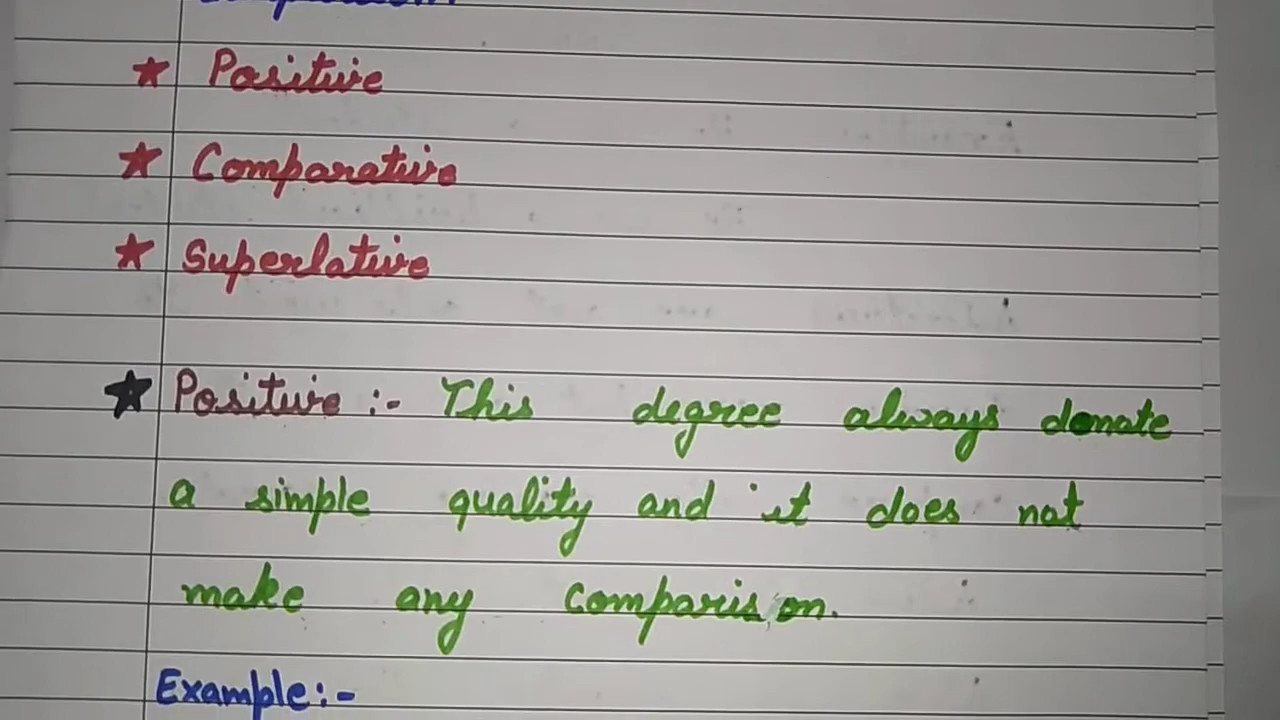 ★ Positive
★ Comparative
★ Superlative
★ Positive :- This degree always donate
a simple quality and it does not
make any comparison.
Example:-